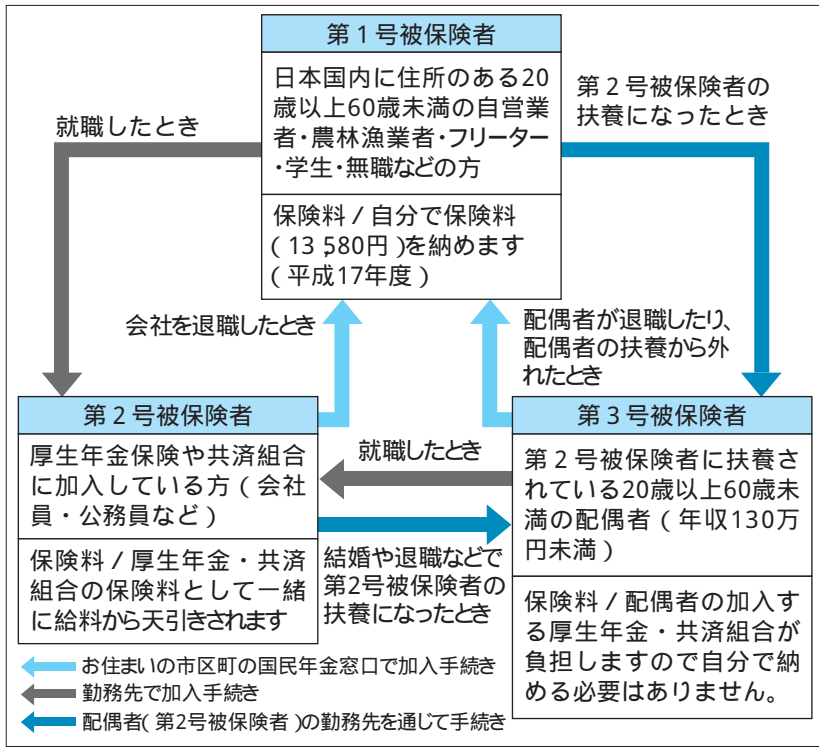 第１号被保険者
日本国内に住所のある20
歳以上60歳未満の自営業
者・農林漁業者・フリーター
・学生・無職などの方
保険料／自分で保険料
（13,580円）を納めます
（平成17年度）
就職したとき
第２号被保険者の
扶養になったとき
会社を退職したとき
配偶者が退職したり、
配偶者の扶養から外
れたとき
第２号被保険者
厚生年金保険や共済組合
に加入している方（会社
員・公務員など）
保険料／厚生年金・共済
組合の保険料として一緒
に給料から天引きされます
就職したとき
結婚や退職などで
第2号被保険者の
扶養になったとき
第３号被保険者
第２号被保険者に扶養さ
れている20歳以上60歳未
満の配偶者（年収130万
円未満）
保険料／配偶者の加入す
る厚生年金・共済組合が
負担しますので自分で納
める必要はありません。
お住まいの市区町の国民年金窓口で加入手続き
勤務先で加入手続き
配偶者（第2号被保険者）の勤務先を通じて手続き